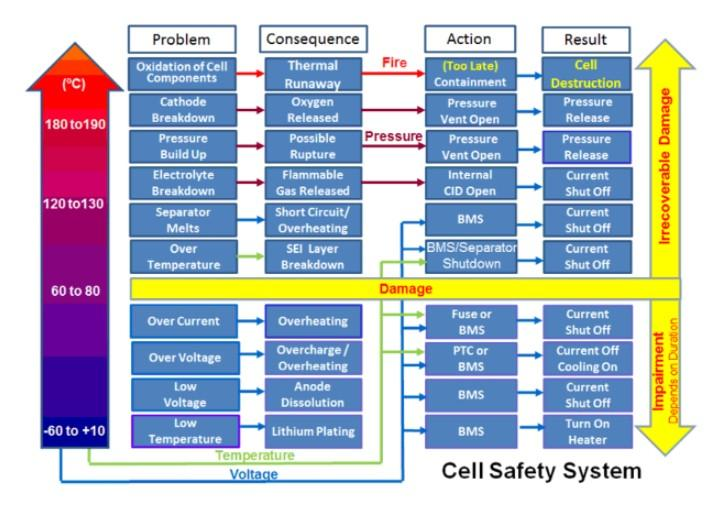 Problem
Consequence
Action
Result
(ºC)
180 to190
120 to130
60 to 80
-60 to +10
Oxidation of Cell
Components
Thermal
Runaway
Fire
(Too Late)
Containment
Cell
Destruction
Cathode
Breakdown
Oxygen
Released
Pressure
Vent Open
Pressure
Release
Pressure
Build Up
Possible
Rupture
Pressure
Pressure
Vent Open
Pressure
Release
Electrolyte
Breakdown
Flammable
Gas Released
Internal
CID Open
Current
Shut Off
Separator
Melts
Short Circuit/
Overheating
BMS
Current
Shut Off
Over
Temperature
SEI Layer
Breakdown
BMS/Separator
Shutdown
Current
Shut Off
Irrecoverable Damage
Damage
Over Current
Overheating
Fuse or
BMS
Current
Shut Off
Over Voltage
Overcharge /
Overheating
PTC or
BMS
Current Off
Cooling On
Low
Voltage
Anode
Dissolution
BMS
Current
Shut Off
Low
Temperature
Lithium Plating
BMS
Turn On
Heater
Impairment
Depends on Duration
Temperature
Voltage
Cell Safety System